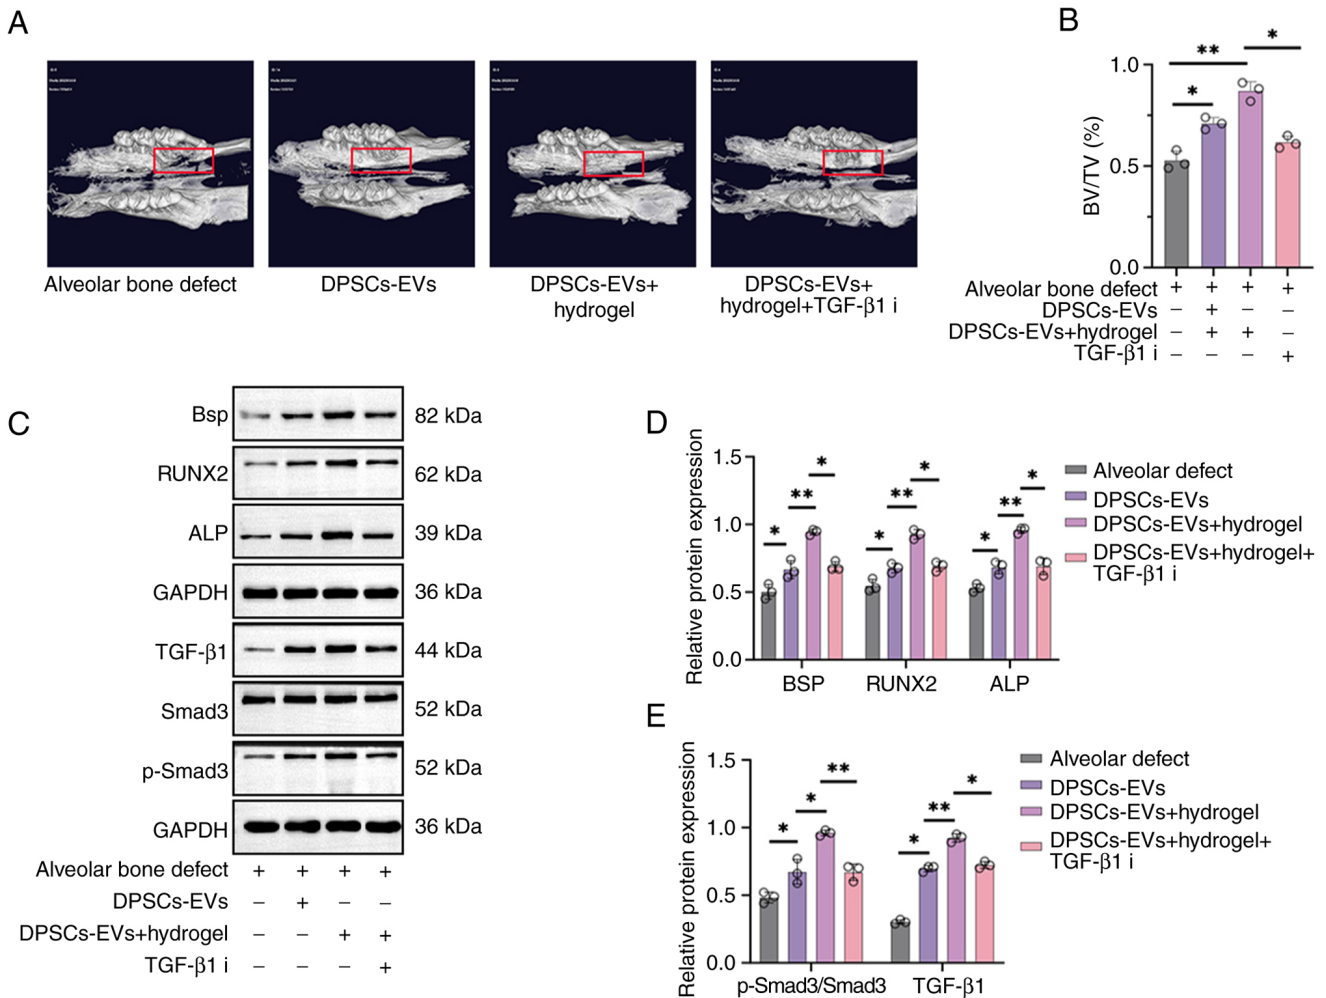 A
Alveolar bone defect
DPSCs-EVs
DPSCs-EVs+
hydrogel
DPSCs-EVs+
hydrogel+TGF-β1 i
B
BV/TV (%)
1.0
0.5
0.0
*
**
*
Alveolar bone defect + + + +
DPSCs-EVs − + − −
DPSCs-EVs+hydrogel − + + −
TGF-β1 i − − − +
C
Bsp 82 kDa
RUNX2 62 kDa
ALP 39 kDa
GAPDH 36 kDa
TGF-β1 44 kDa
Smad3 52 kDa
p-Smad3 52 kDa
GAPDH 36 kDa
Alveolar bone defect + + + +
DPSCs-EVs − + − −
DPSCs-EVs+hydrogel − − + +
TGF-β1 i − − − +
D
Relative protein expression
1.5
1.0
0.5
0.0
* ** *
* ** *
* ** *
BSP RUNX2 ALP
Alveolar defect
DPSCs-EVs
DPSCs-EVs+hydrogel
DPSCs-EVs+hydrogel+
TGF-β1 i
E
Relative protein expression
1.5
1.0
0.5
0.0
* * **
* ** *
p-Smad3/Smad3 TGF-β1
Alveolar defect
DPSCs-EVs
DPSCs-EVs+hydrogel
DPSCs-EVs+hydrogel+
TGF-β1 i